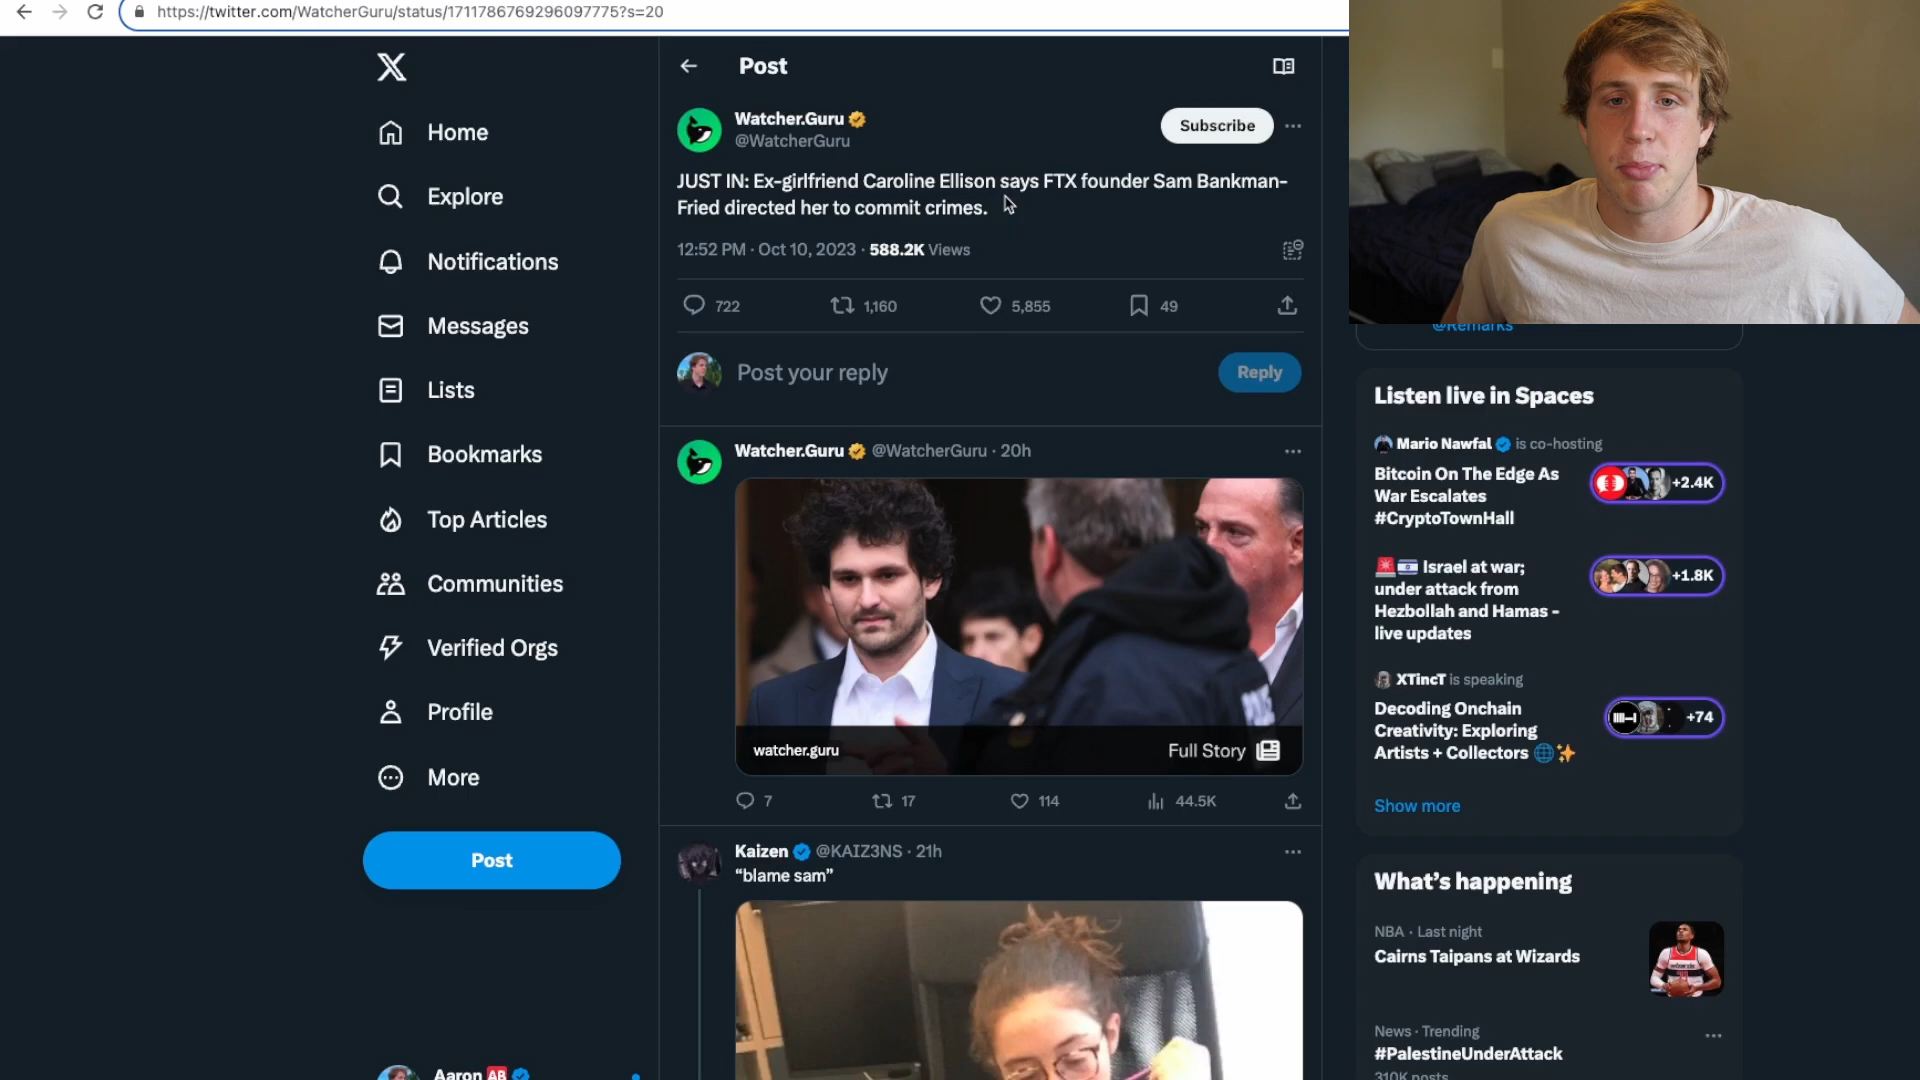 https://twitter.com/WatcherGuru/status/1711786769296097775?s=20
Home
Explore
Notifications
Messages
Lists
Bookmarks
Top Articles
Communities
Verified Orgs
Profile
More
Post
Aaron AB
Post
Watcher.Guru
@WatcherGuru
Subscribe
JUST IN: Ex-girlfriend Caroline Ellison says FTX founder Sam Bankman-
Fried directed her to commit crimes.
12:52 PM · Oct 10, 2023 · 588.2K Views
722 1,160 5,855 49
Post your reply
Reply
Watcher.Guru @WatcherGuru · 20h
watcher.guru
Full Story
7 17 114 44.5K
Kaizen @KAIZ3NS · 21h
“blame sam”
@Remarks
Listen live in Spaces
Mario Nawfal is co-hosting
Bitcoin On The Edge As
War Escalates
#CryptoTownHall
+2.4K
🚨🇮🇱 Israel at war;
under attack from
Hezbollah and Hamas -
live updates
+1.8K
XTincT is speaking
Decoding Onchain
Creativity: Exploring
Artists + Collectors 🌐✨
+74
Show more
What’s happening
NBA · Last night
Cairns Taipans at Wizards
News · Trending
#PalestineUnderAttack
310K posts